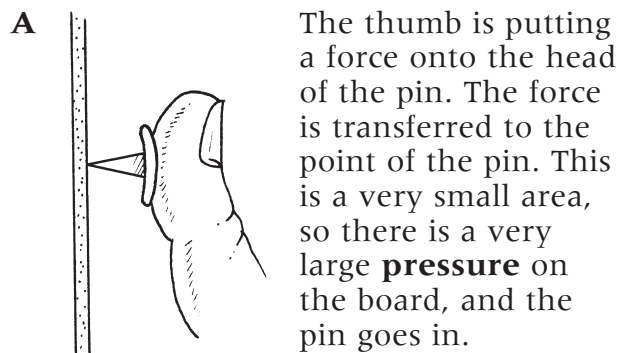 A
The thumb is putting
a force onto the head
of the pin. The force
is transferred to the
point of the pin. This
is a very small area,
so there is a very
large pressure on
the board, and the
pin goes in.